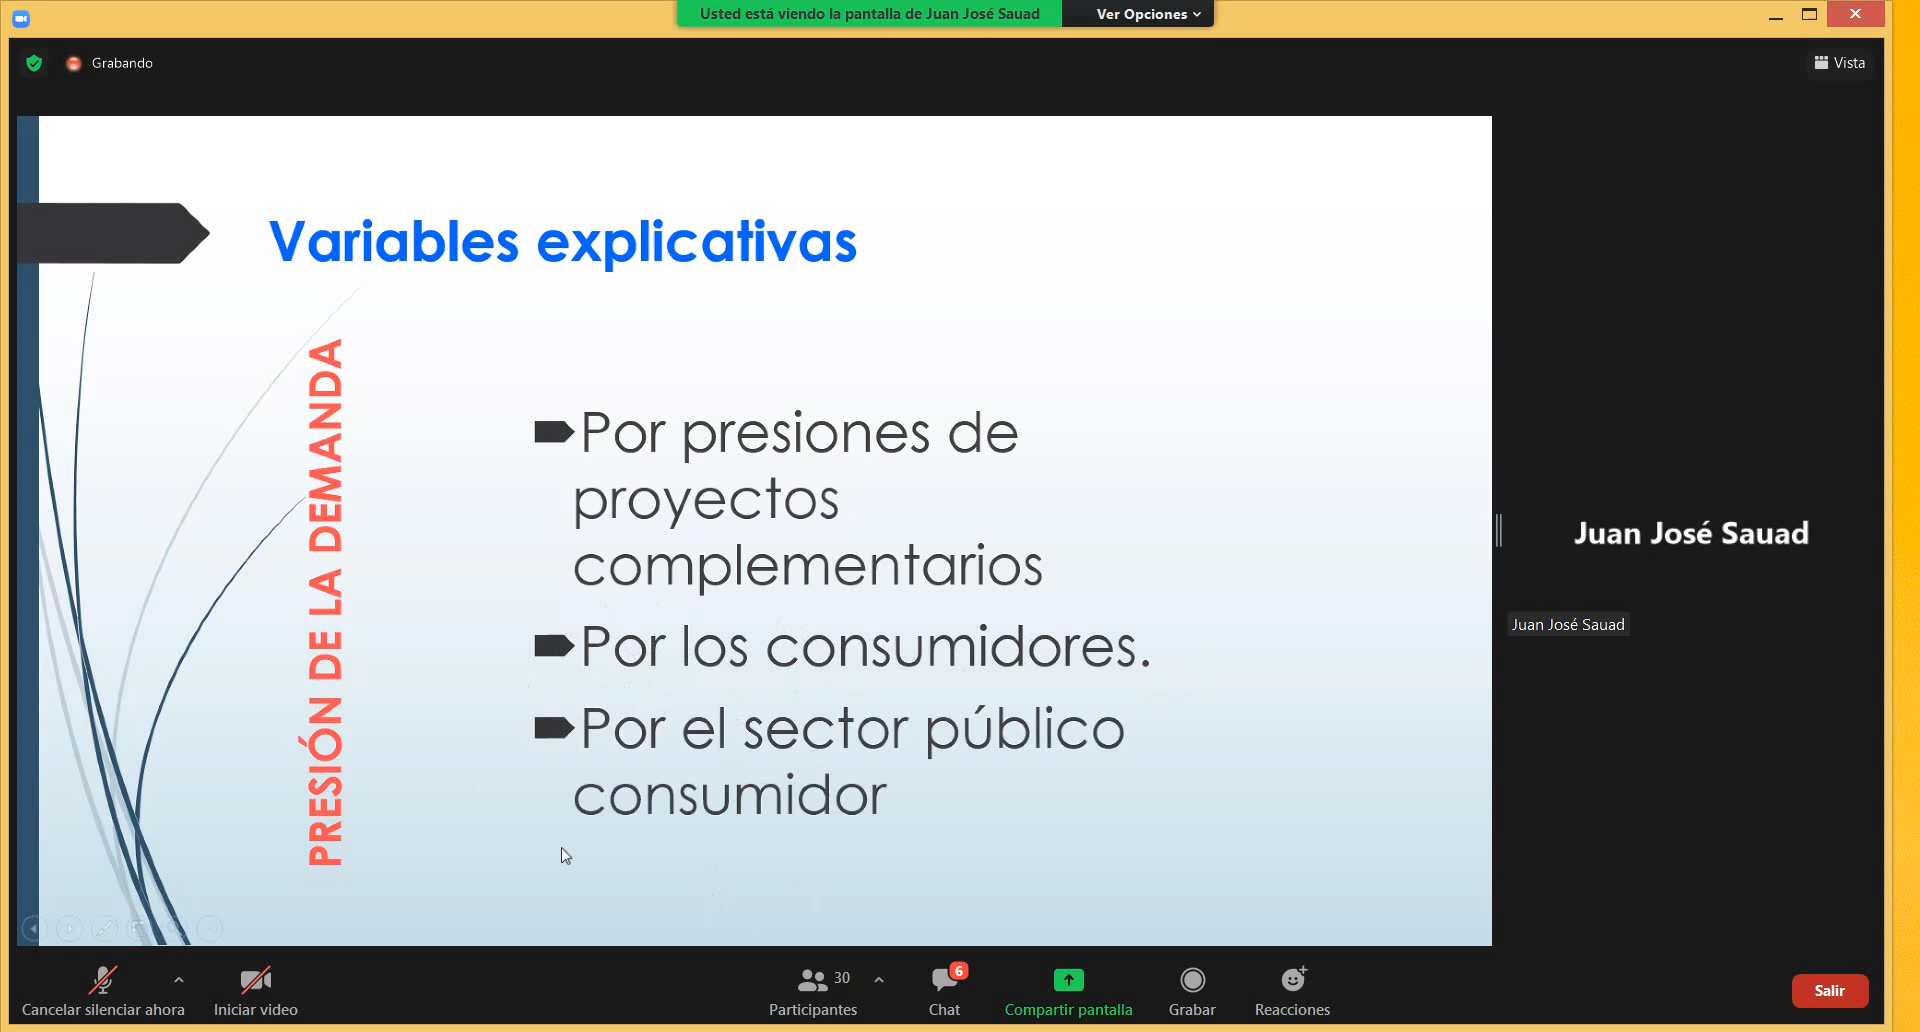 Usted está viendo la pantalla de Juan José Sauad
Ver Opciones
Grabando
Vista
Variables explicativas
PRESIÓN DE LA DEMANDA
Por presiones de
proyectos
complementarios
Por los consumidores.
Por el sector público
consumidor
Juan José Sauad
Juan José Sauad
Cancelar silenciar ahora
Iniciar video
30
Participantes
6
Chat
Compartir pantalla
Grabar
Reacciones
Salir